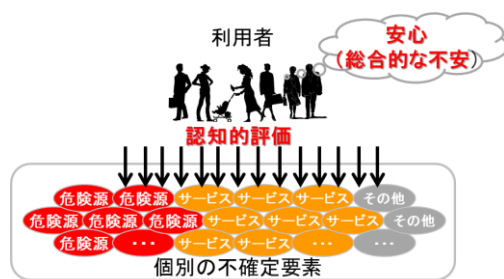 利用者
安心
(総合的な不安)
認知的評価
危険源 危険源 サービス サービス サービス その他
危険源 危険源 危険源 サービス サービス サービス その他
危険源 ・・・ サービス サービス ・・・ ・・・
個別の不確定要素